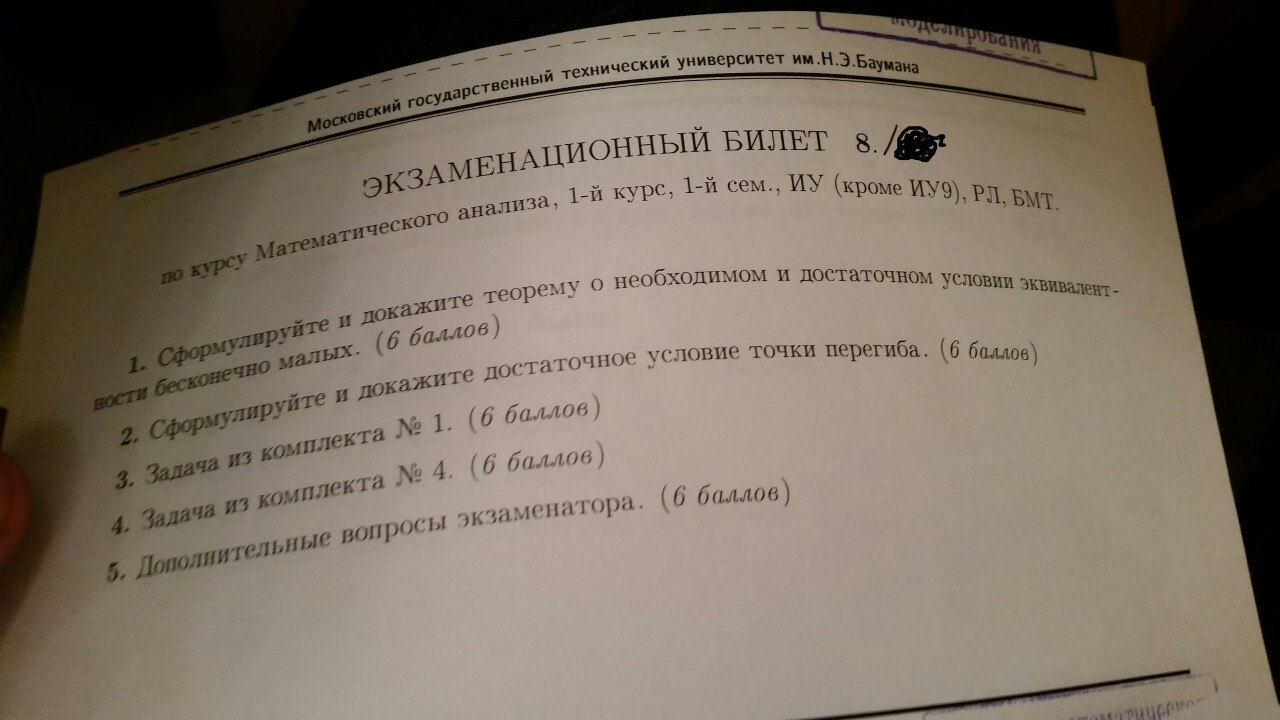 моделирования
Московский государственный технический университет им.Н.Э.Баумана
ЭКЗАМЕНАЦИОННЫЙ БИЛЕТ 8./
по курсу Математического анализа, 1-й курс, 1-й сем., ИУ (кроме ИУ9), РЛ, БМТ.
1. Сформулируйте и докажите теорему о необходимом и достаточном условии эквивалент-
ности бесконечно малых. (6 баллов)
2. Сформулируйте и докажите достаточное условие точки перегиба. (6 баллов)
3. Задача из комплекта № 1. (6 баллов)
4. Задача из комплекта № 4. (6 баллов)
5. Дополнительные вопросы экзаменатора. (6 баллов)